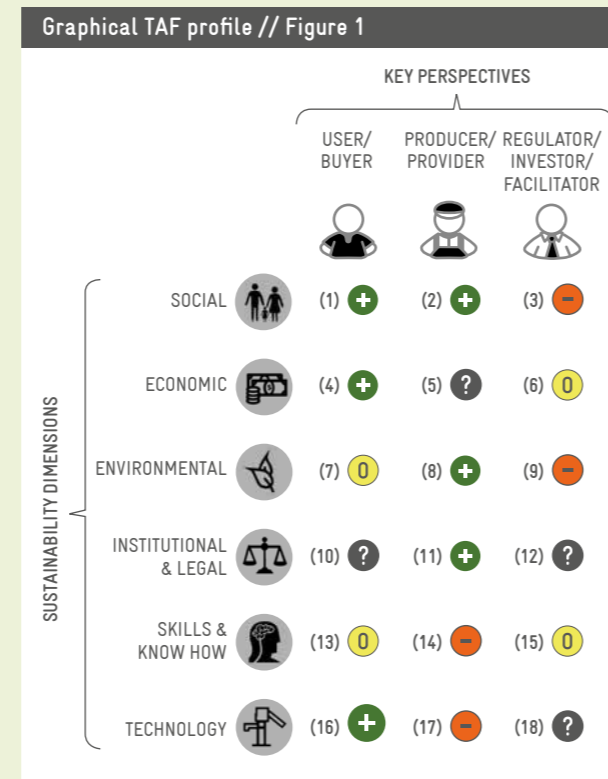 Graphical TAF profile // Figure 1
KEY PERSPECTIVES
USER/
BUYER
PRODUCER/
PROVIDER
REGULATOR/
INVESTOR/
FACILITATOR
SUSTAINABILITY DIMENSIONS
SOCIAL (1) + (2) + (3) -
ECONOMIC (4) + (5) ? (6) 0
ENVIRONMENTAL (7) 0 (8) + (9) -
INSTITUTIONAL
& LEGAL (10) ? (11) + (12) ?
SKILLS &
KNOW HOW (13) 0 (14) - (15) 0
TECHNOLOGY (16) + (17) - (18) ?